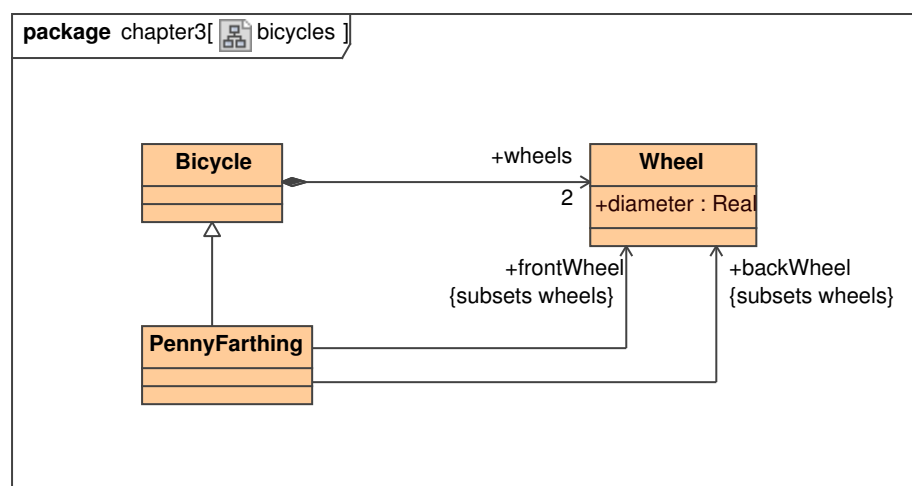 package chapter3[ bicycles ]
Bicycle
+wheels
2
Wheel
+diameter : Real
+frontWheel
{subsets wheels}
+backWheel
{subsets wheels}
PennyFarthing